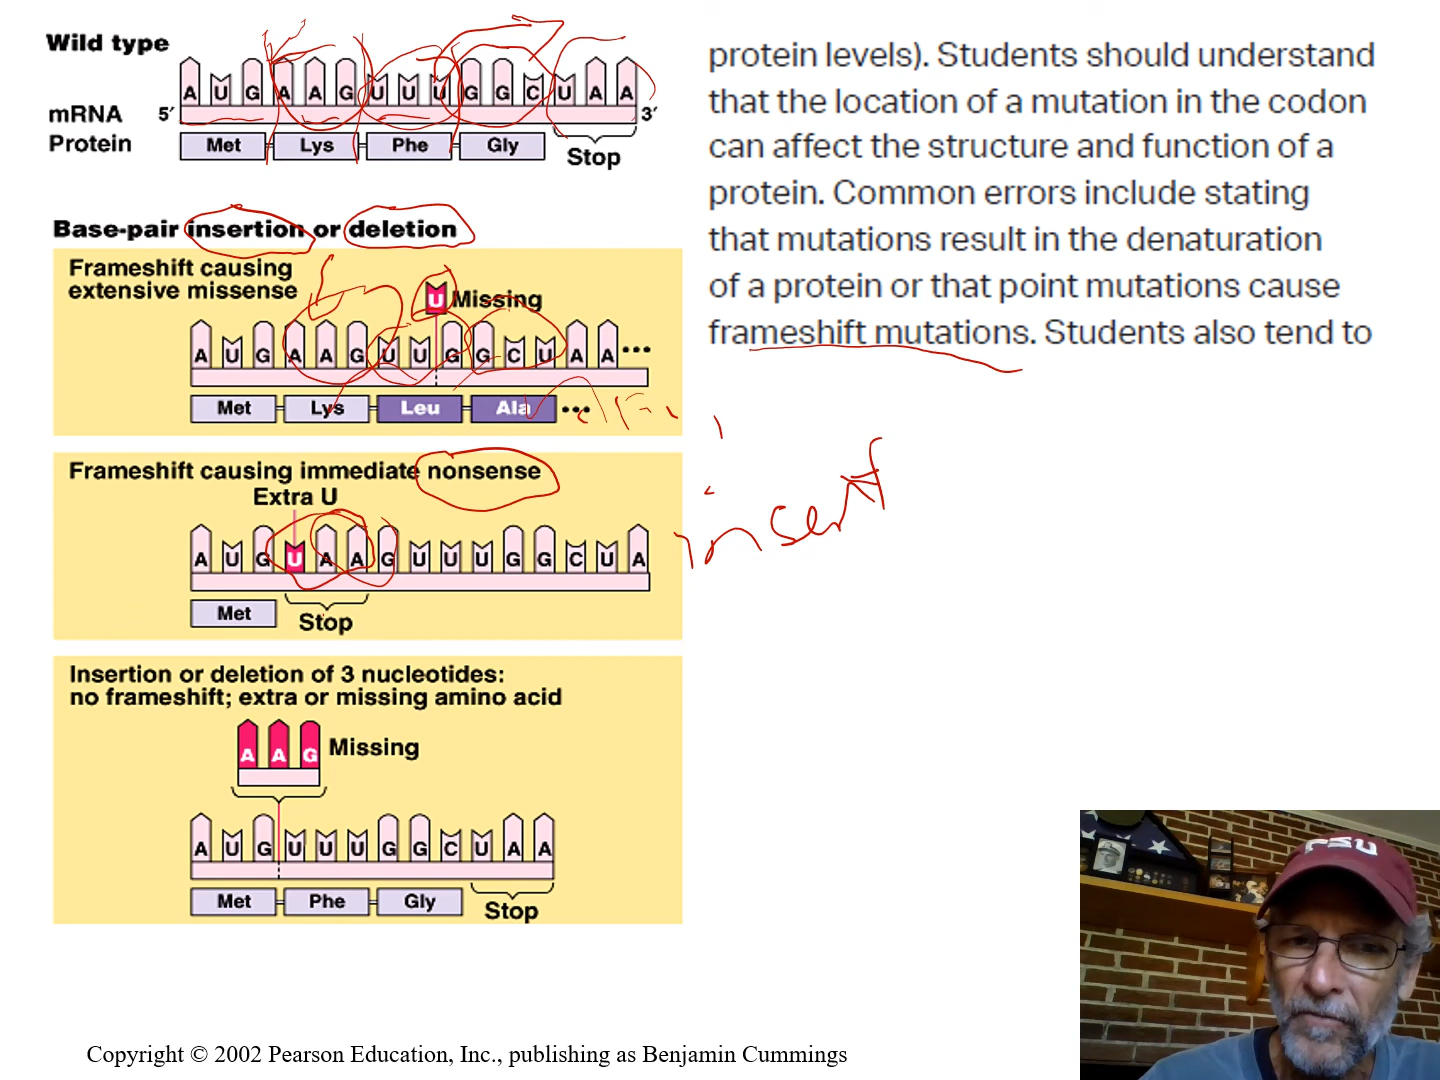 Wild type
A U G A A G U U U G G C U A A
mRNA 5′ 3′
Protein Met Lys Phe Gly Stop
Base-pair insertion or deletion
Frameshift causing
extensive missense
U Missing
A U G A A G U U G G C U A A •••
Met Lys Leu Ala •••
Frameshift causing immediate nonsense
Extra U
A U G U A A G U U U G G C U A
Met Stop
Insertion or deletion of 3 nucleotides:
no frameshift; extra or missing amino acid
A A G Missing
A U G U U U G G C U A A
Met Phe Gly Stop
Copyright © 2002 Pearson Education, Inc., publishing as Benjamin Cummings
protein levels). Students should understand
that the location of a mutation in the codon
can affect the structure and function of a
protein. Common errors include stating
that mutations result in the denaturation
of a protein or that point mutations cause
frameshift mutations. Students also tend to
insert
FSU